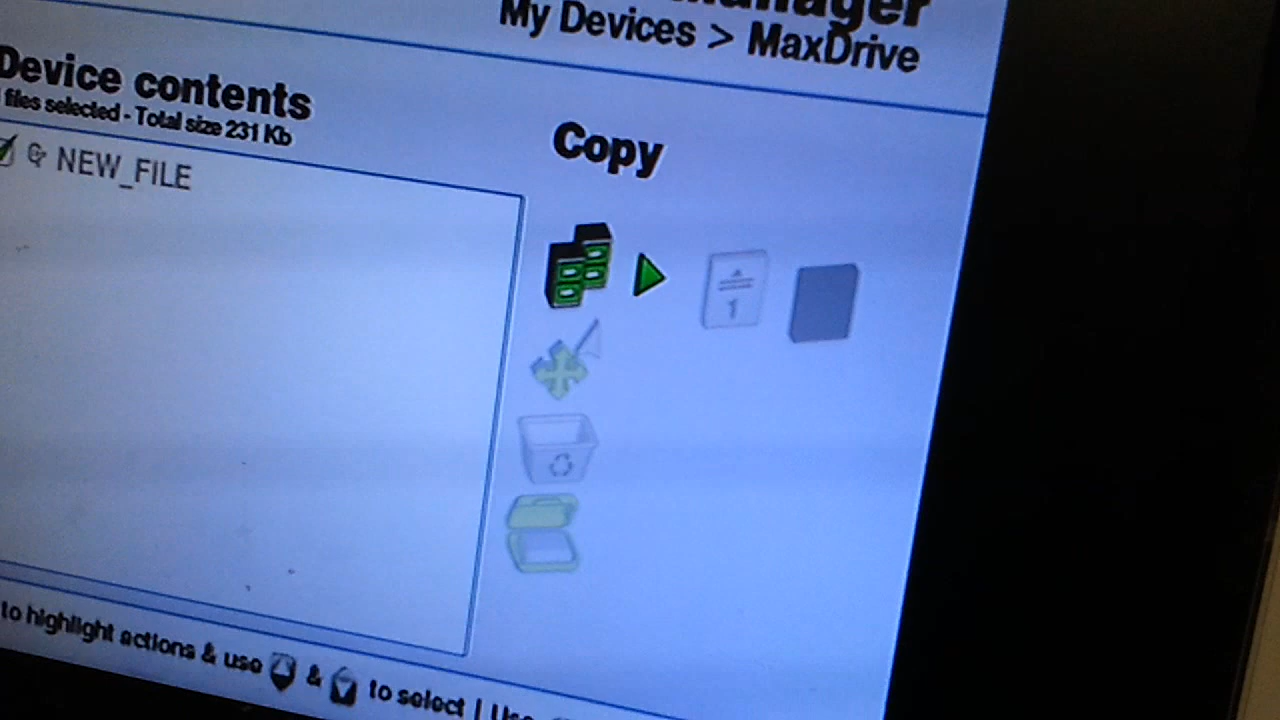 My Devices > MaxDrive
Device contents
files selected - Total size 231 Kb
NEW_FILE
Copy
1
to highlight actions & use & to select |